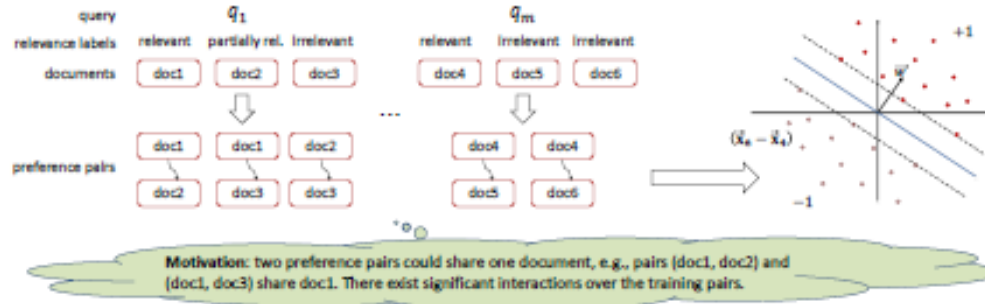 query q1 qm
relevance labels relevant partially rel. irrelevant relevant irrelevant irrelevant
documents doc1 doc2 doc3 doc4 doc5 doc6
...
preference pairs doc1 doc1 doc2 doc4 doc4
doc2 doc3 doc3 doc5 doc6
+1
w
(x6 − x4)
−1
Motivation: two preference pairs could share one document, e.g., pairs (doc1, doc2) and
(doc1, doc3) share doc1. There exist significant interactions over the training pairs.